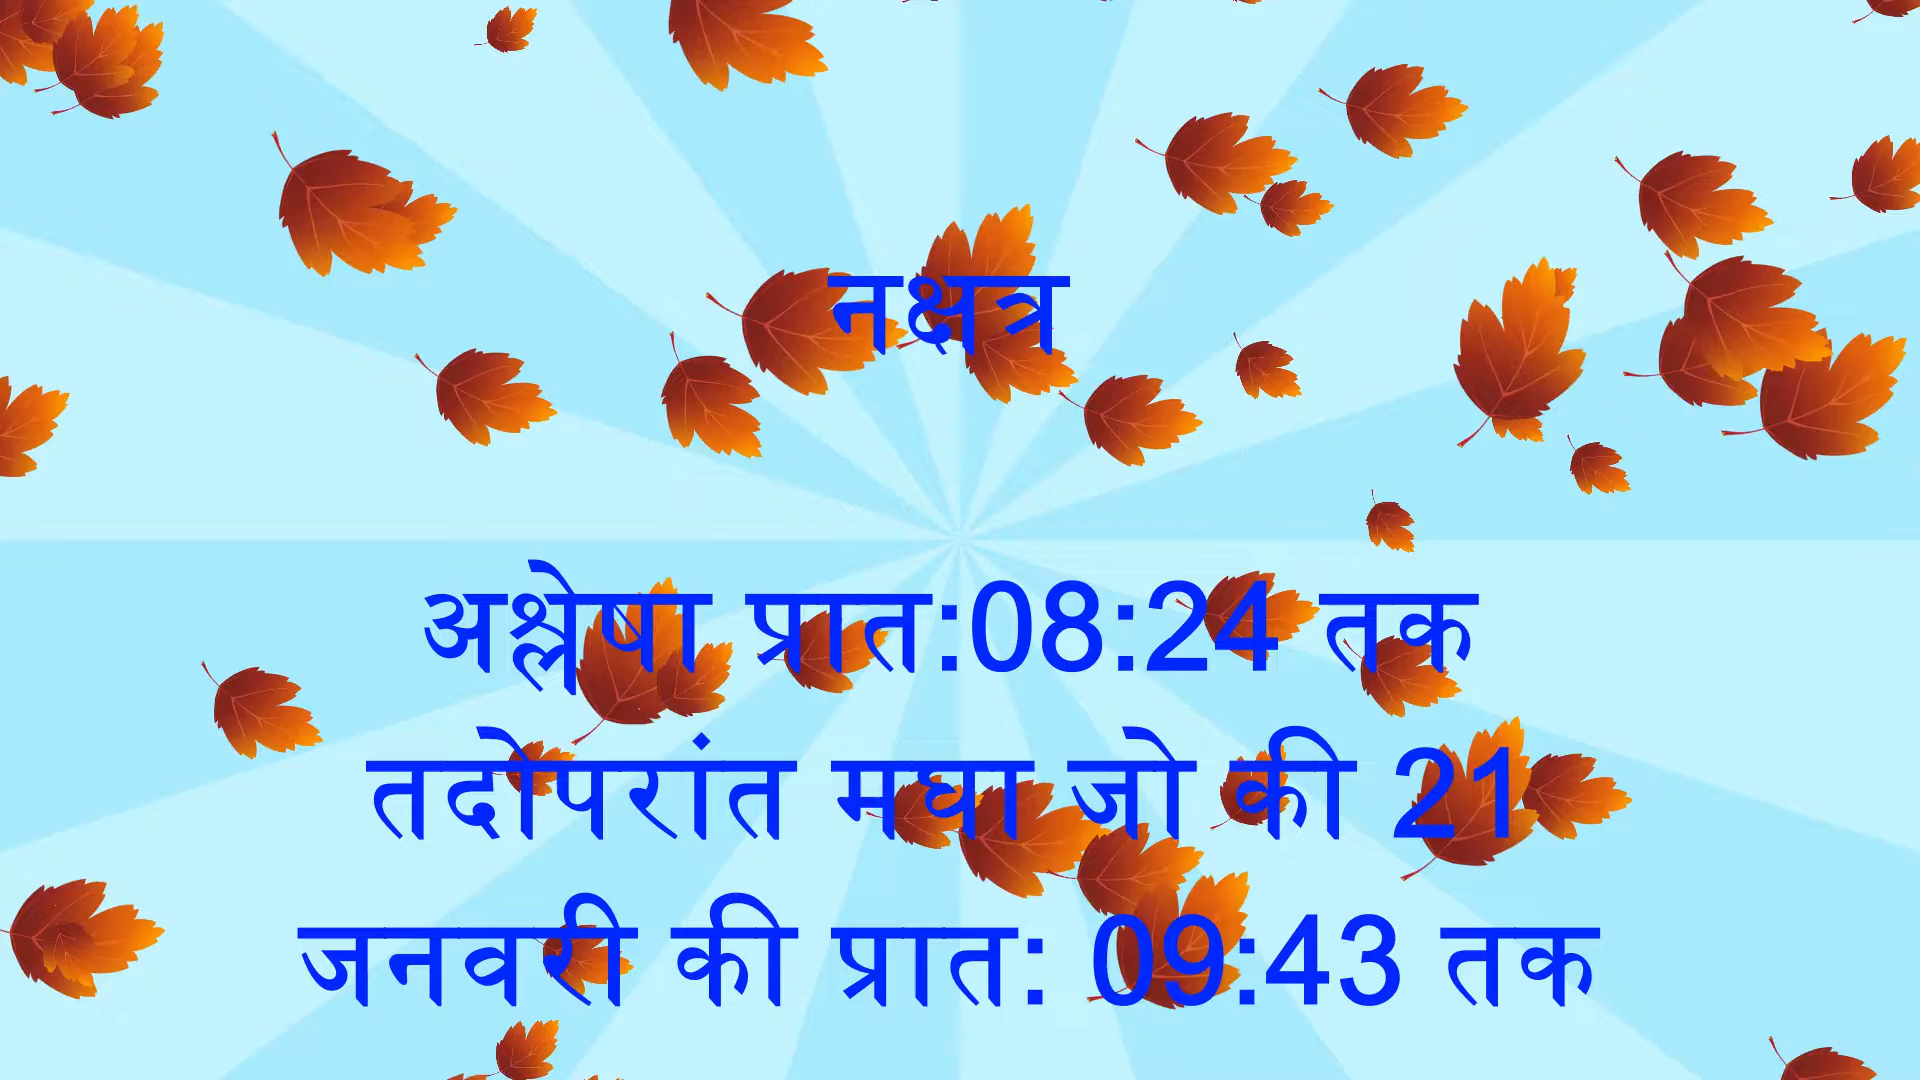 नक्षत्र
अश्लेषा प्रात:08:24 तक
तदोपरांत मघा जो की 21
जनवरी की प्रात: 09:43 तक